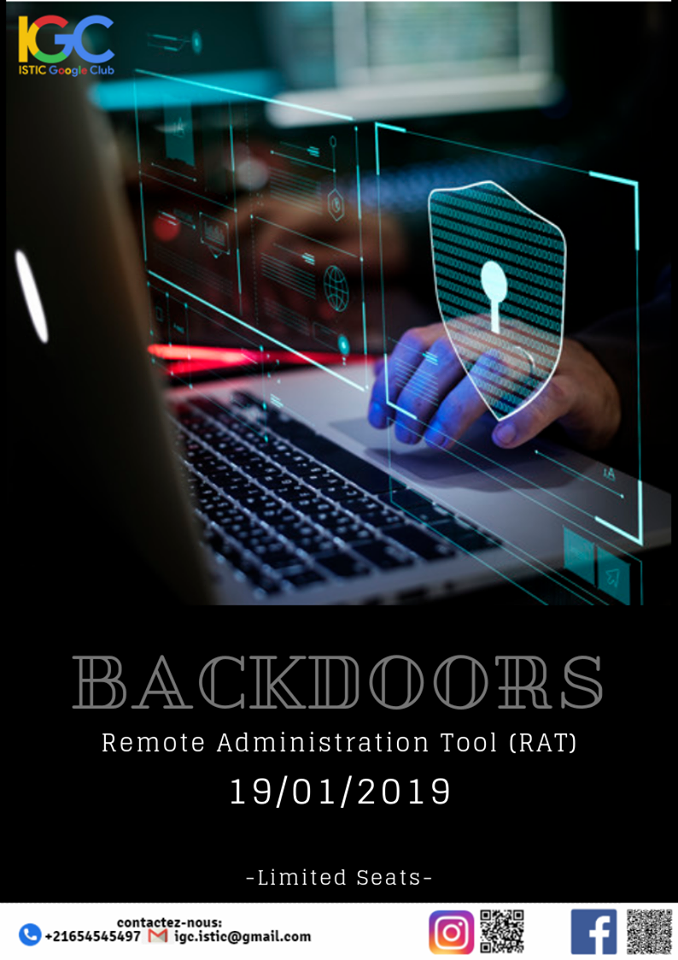 IGC
ISTIC Google Club
BACKDOORS
Remote Administration Tool (RAT)
19/01/2019
-Limited Seats-
contactez-nous:
+21654545497 igc.istic@gmail.com